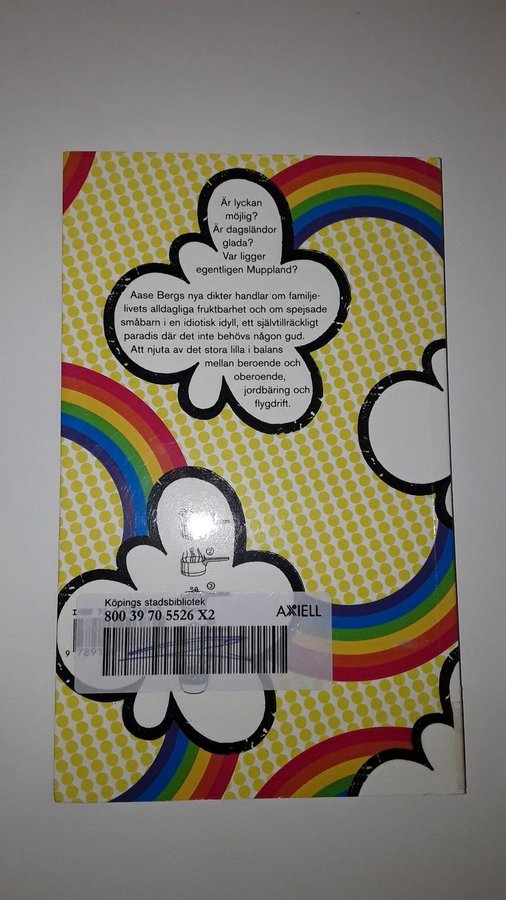 Är lyckan
möjlig?
Är dagsländor
glada?
Var ligger
egentligen Muppland?
Aase Bergs nya dikter handlar om familje-
livets alldagliga fruktbarhet och om spejsade
småbarn i en idiotisk idyll, ett självtillräckligt
paradis där det inte behövs någon gud.
Att njuta av det stora lilla i balans
mellan beroende och
oberoende,
jordbäring och
flygdrift.
2
3
Köpings stadsbibliotek
AXIELL
800 39 70 5526 X2